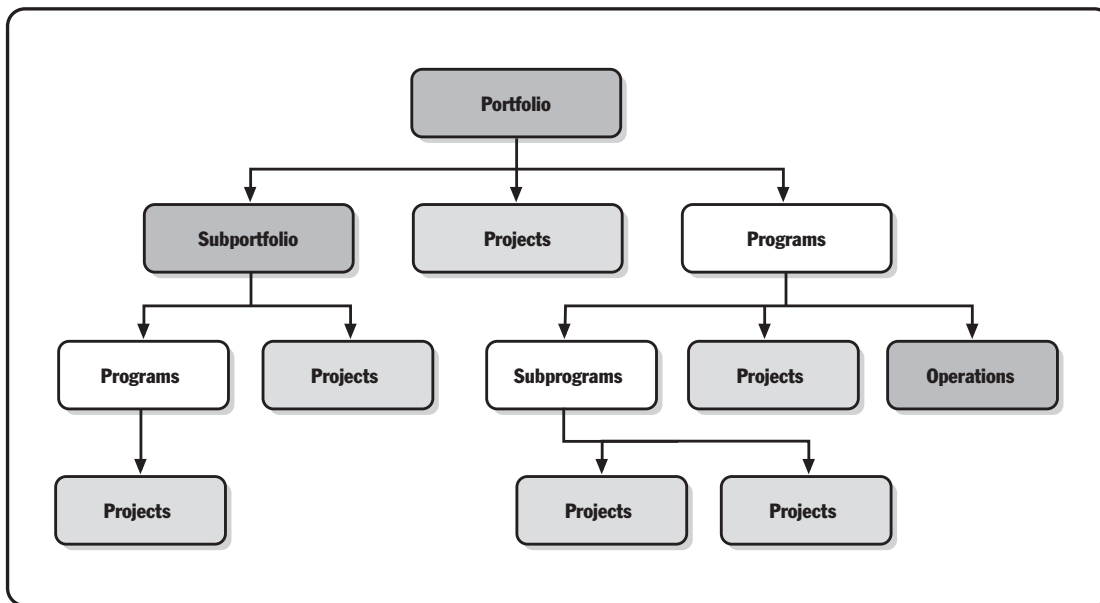 Portfolio
Subportfolio
Projects
Programs
Programs
Projects
Subprograms
Projects
Operations
Projects
Projects
Projects